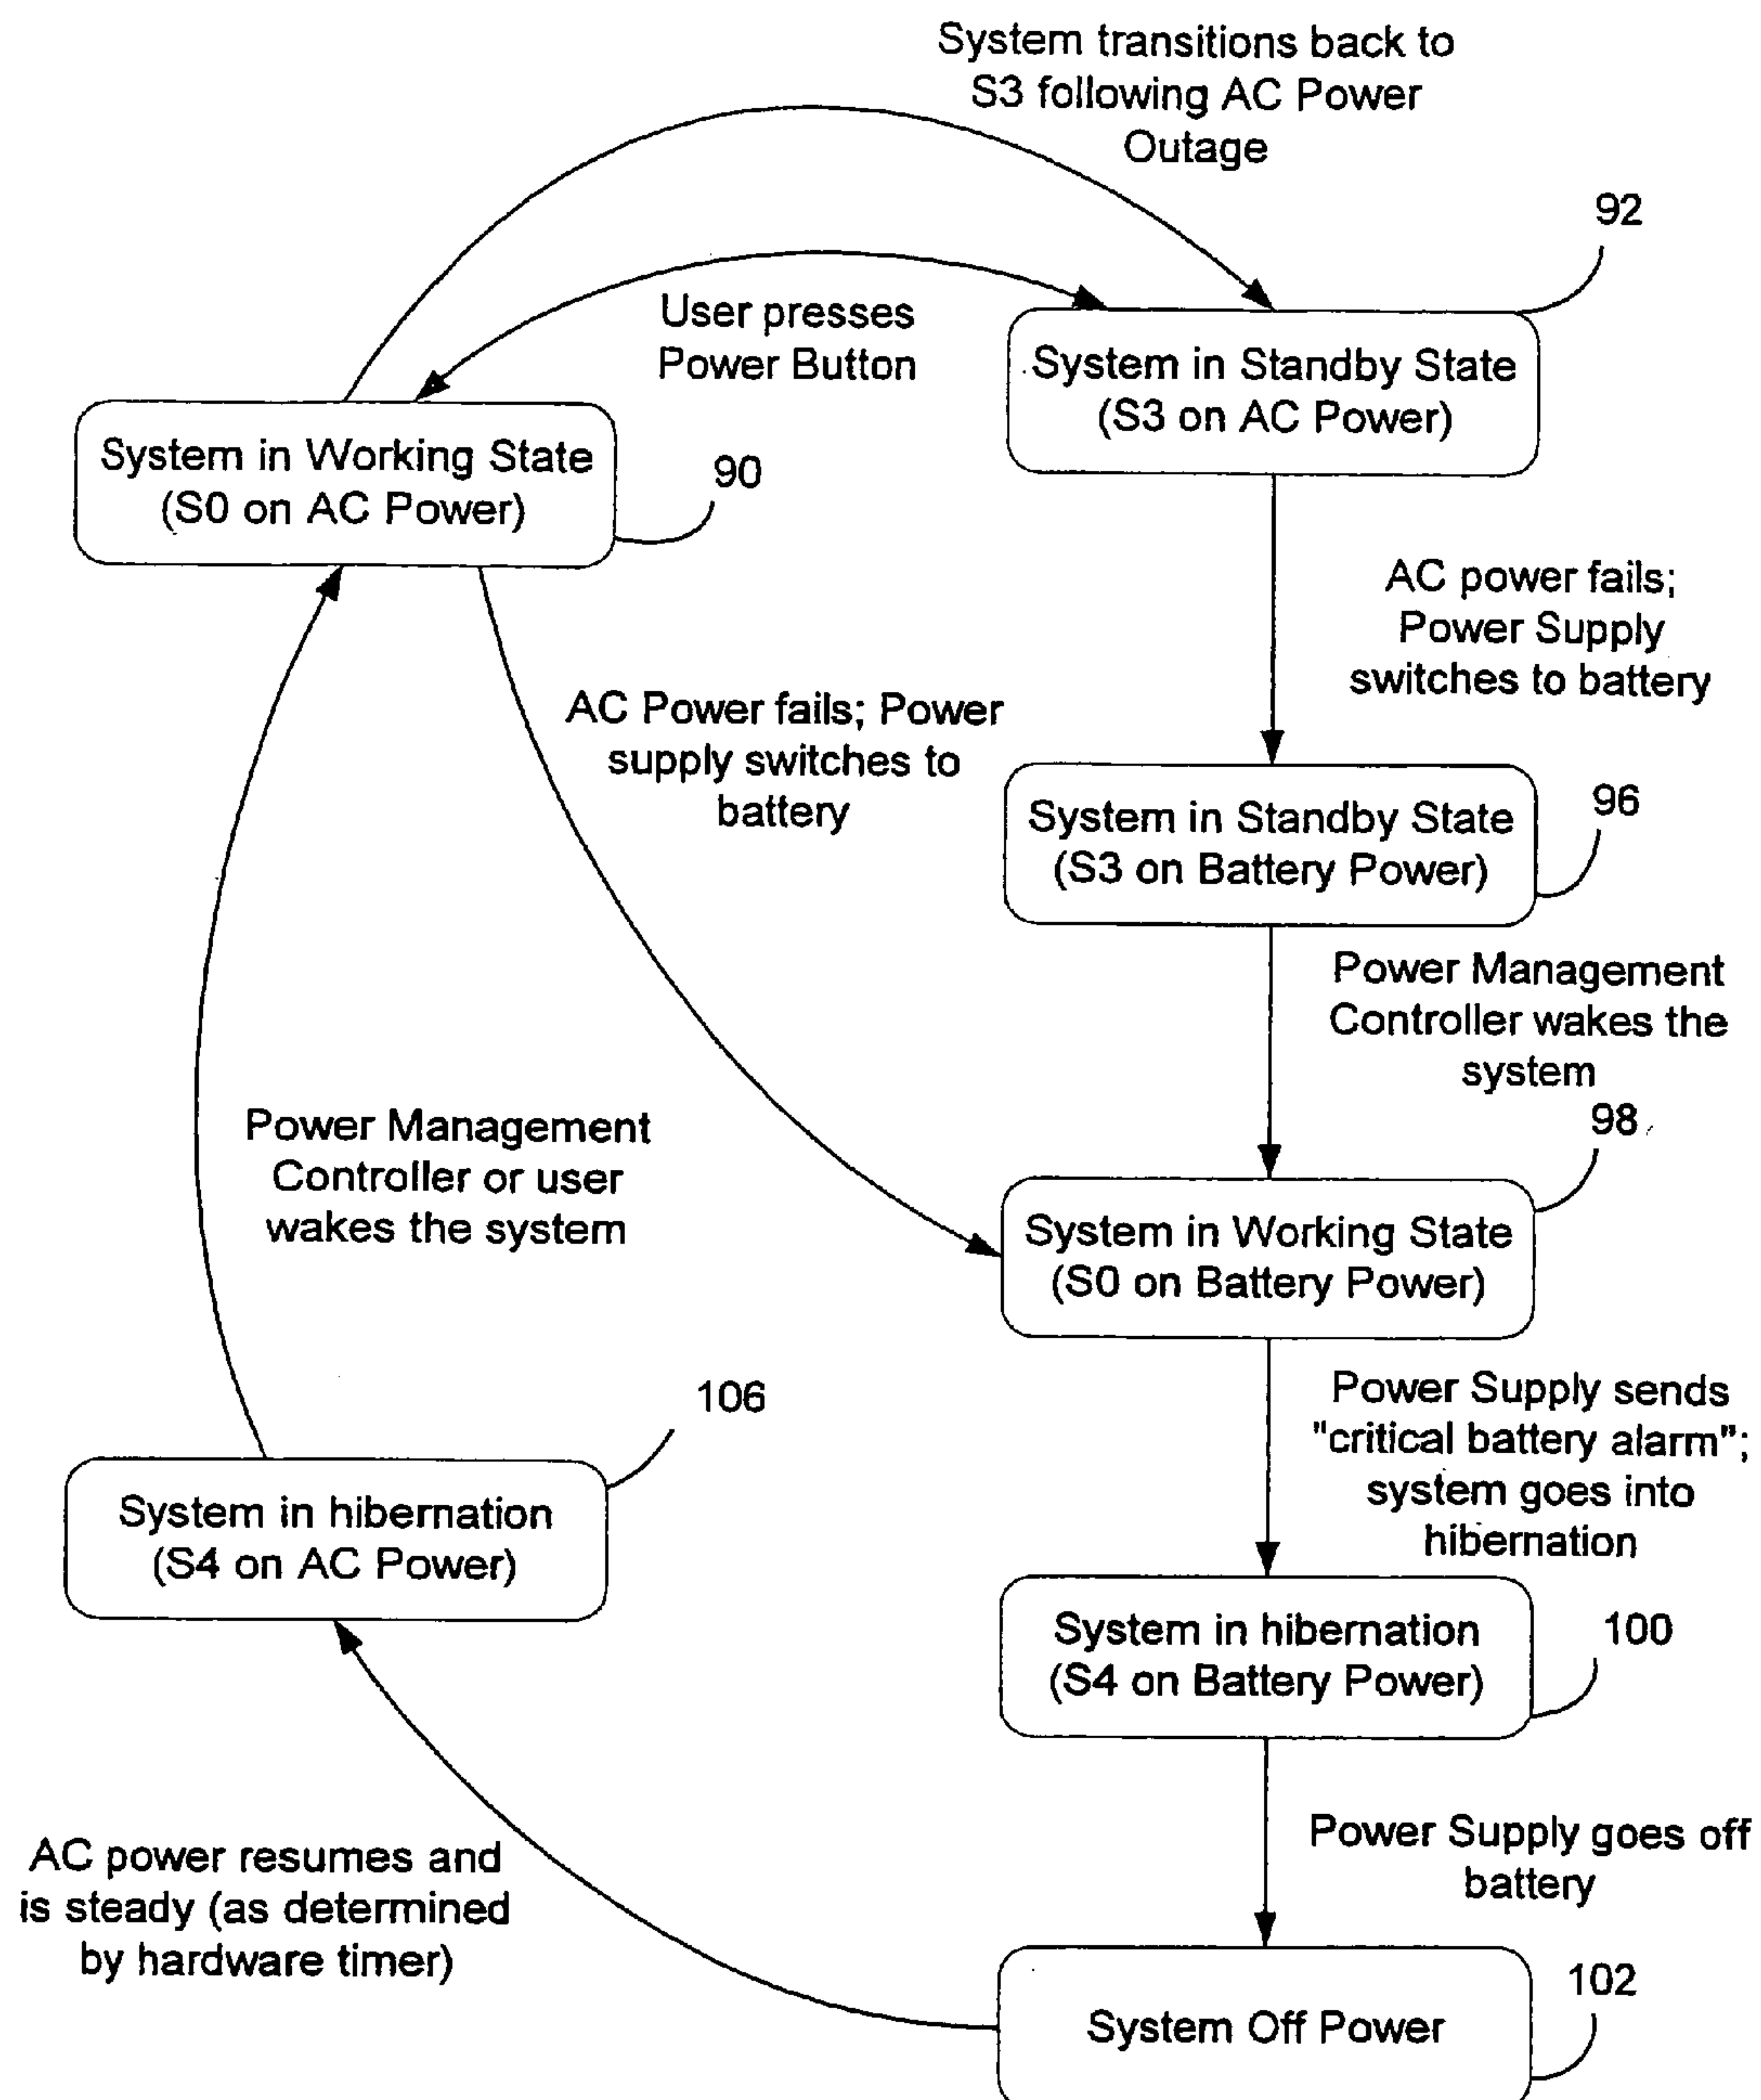 System transitions back to
S3 following AC Power
Outage
92
User presses
Power Button
System in Standby State
(S3 on AC Power)
System in Working State
(S0 on AC Power)
90
AC power fails;
Power Supply
switches to battery
AC Power fails; Power
supply switches to
battery
System in Standby State
(S3 on Battery Power)
96
Power Management
Controller wakes the
system
98
Power Management
Controller or user
wakes the system
System in Working State
(S0 on Battery Power)
106
Power Supply sends
"critical battery alarm";
system goes into
hibernation
System in hibernation
(S4 on AC Power)
System in hibernation
(S4 on Battery Power)
100
Power Supply goes off
battery
AC power resumes and
is steady (as determined
by hardware timer)
102
System Off Power